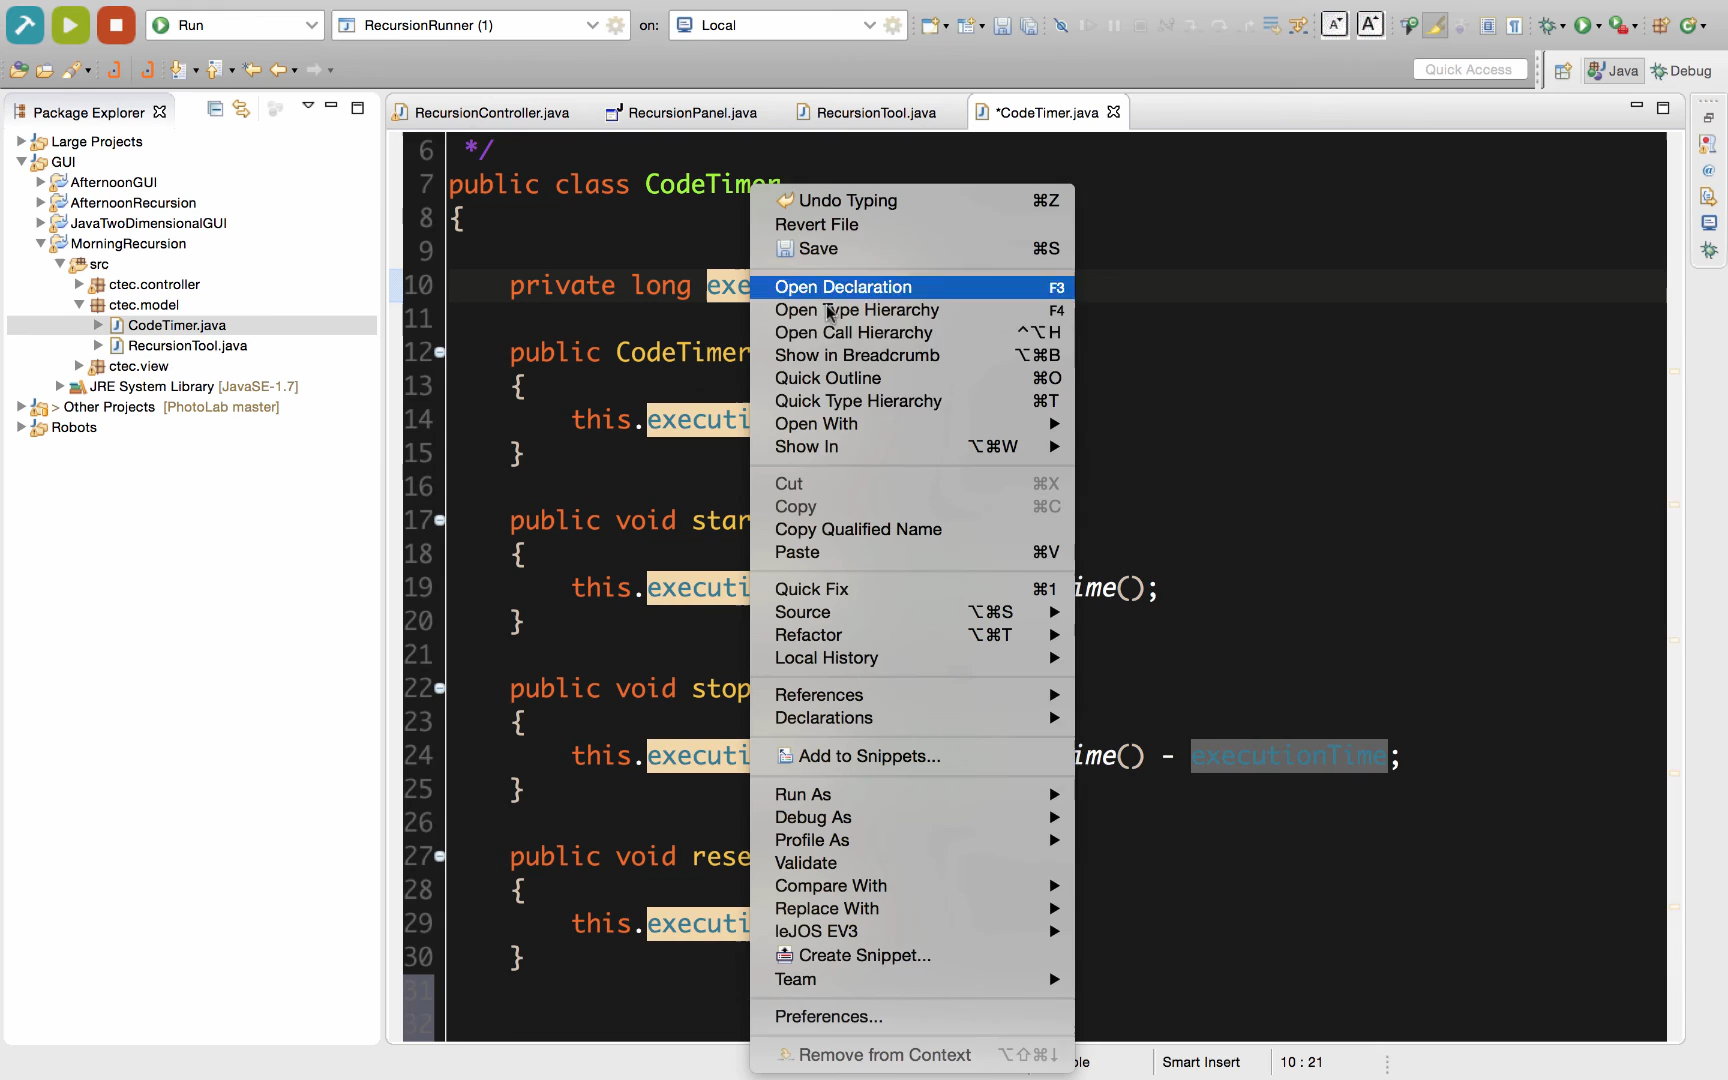 Run RecursionRunner (1) on: Local
Quick Access Java Debug
Package Explorer RecursionController.java RecursionPanel.java RecursionTool.java *CodeTimer.java
Large Projects
GUI
AfternoonGUI
AfternoonRecursion
JavaTwoDimensionalGUI
MorningRecursion
src
ctec.controller
ctec.model
CodeTimer.java
RecursionTool.java
ctec.view
JRE System Library [JavaSE-1.7]
> Other Projects [PhotoLab master]
Robots
6 */
7 public class CodeTimer
8 {
9
10 private long exe
11
12 public CodeTimer
13 {
14 this.executi
15 }
16
17 public void star
18 {
19 this.executi ime();
20 }
21
22 public void stop
23 {
24 this.executi ime() - executionTime;
25 }
26
27 public void rese
28 {
29 this.executi
30 }
31
32
Undo Typing ⌘Z
Revert File
Save ⌘S
Open Declaration F3
Open Type Hierarchy F4
Open Call Hierarchy ^⌥H
Show in Breadcrumb ⌥⌘B
Quick Outline ⌘O
Quick Type Hierarchy ⌘T
Open With
Show In ⌥⌘W
Cut ⌘X
Copy ⌘C
Copy Qualified Name
Paste ⌘V
Quick Fix ⌘1
Source ⌥⌘S
Refactor ⌥⌘T
Local History
References
Declarations
Add to Snippets...
Run As
Debug As
Profile As
Validate
Compare With
Replace With
leJOS EV3
Create Snippet...
Team
Preferences...
Remove from Context ⌥⇧⌘↓
ble Smart Insert 10 : 21